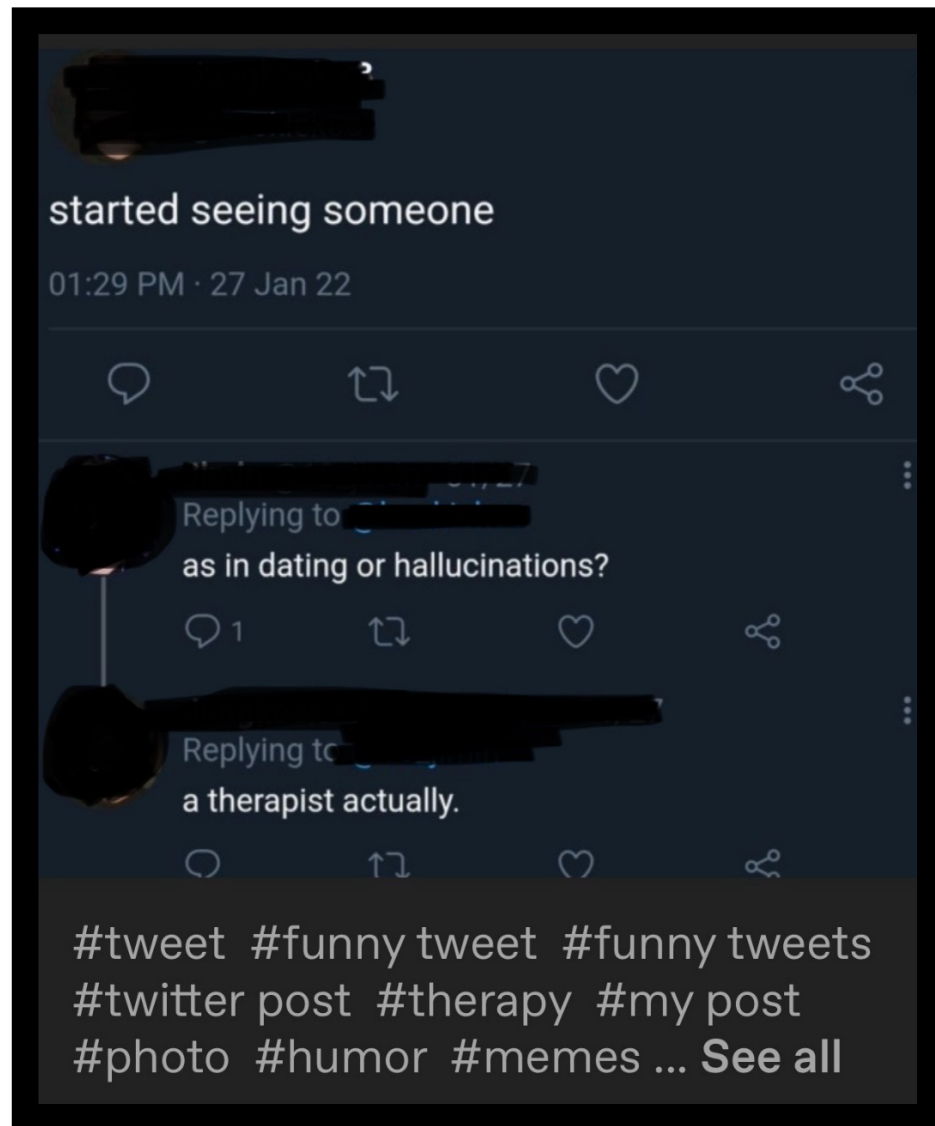 started seeing someone
01:29 PM · 27 Jan 22
Replying to
as in dating or hallucinations?
1
Replying to
a therapist actually.
#tweet #funny tweet #funny tweets
#twitter post #therapy #my post
#photo #humor #memes ... See all